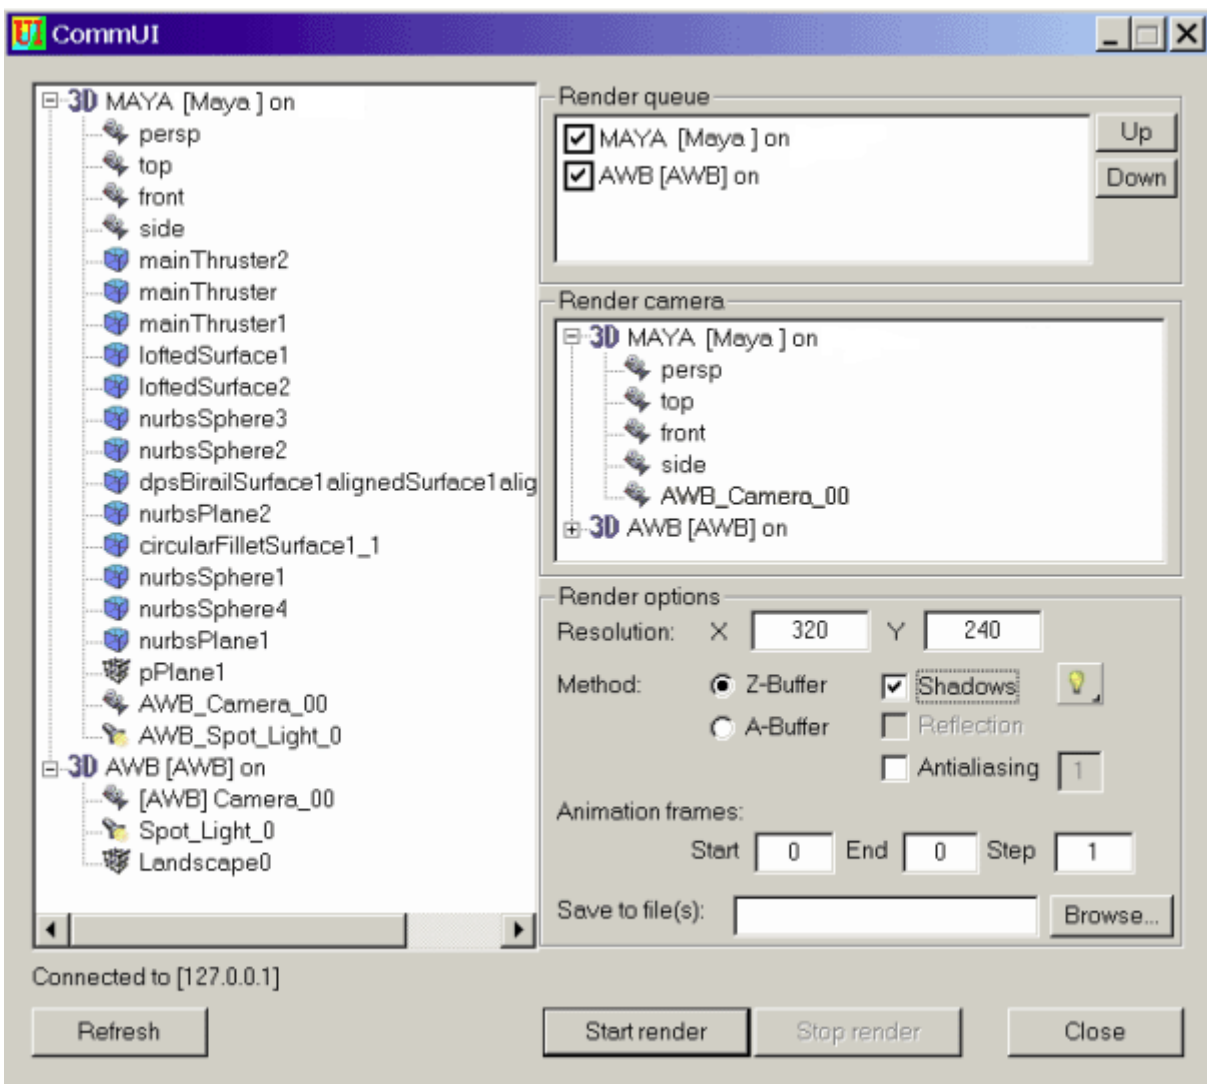 UI CommUI
3D MAYA [Maya ] on
persp
top
front
side
mainThruster2
mainThruster
mainThruster1
loftedSurface1
loftedSurface2
nurbsSphere3
nurbsSphere2
dpsBirailSurface1alignedSurface1alig
nurbsPlane2
circularFilletSurface1_1
nurbsSphere1
nurbsSphere4
nurbsPlane1
pPlane1
AWB_Camera_00
AWB_Spot_Light_0
3D AWB [AWB] on
[AWB] Camera_00
Spot_Light_0
Landscape0
Connected to [127.0.0.1]
Refresh
Render queue
MAYA [Maya ] on
AWB [AWB] on
Up
Down
Render camera
3D MAYA [Maya ] on
persp
top
front
side
AWB_Camera_00
3D AWB [AWB] on
Render options
Resolution: X 320 Y 240
Method: Z-Buffer Shadows
A-Buffer Reflection
Antialiasing 1
Animation frames:
Start 0 End 0 Step 1
Save to file(s): Browse...
Start render Stop render Close